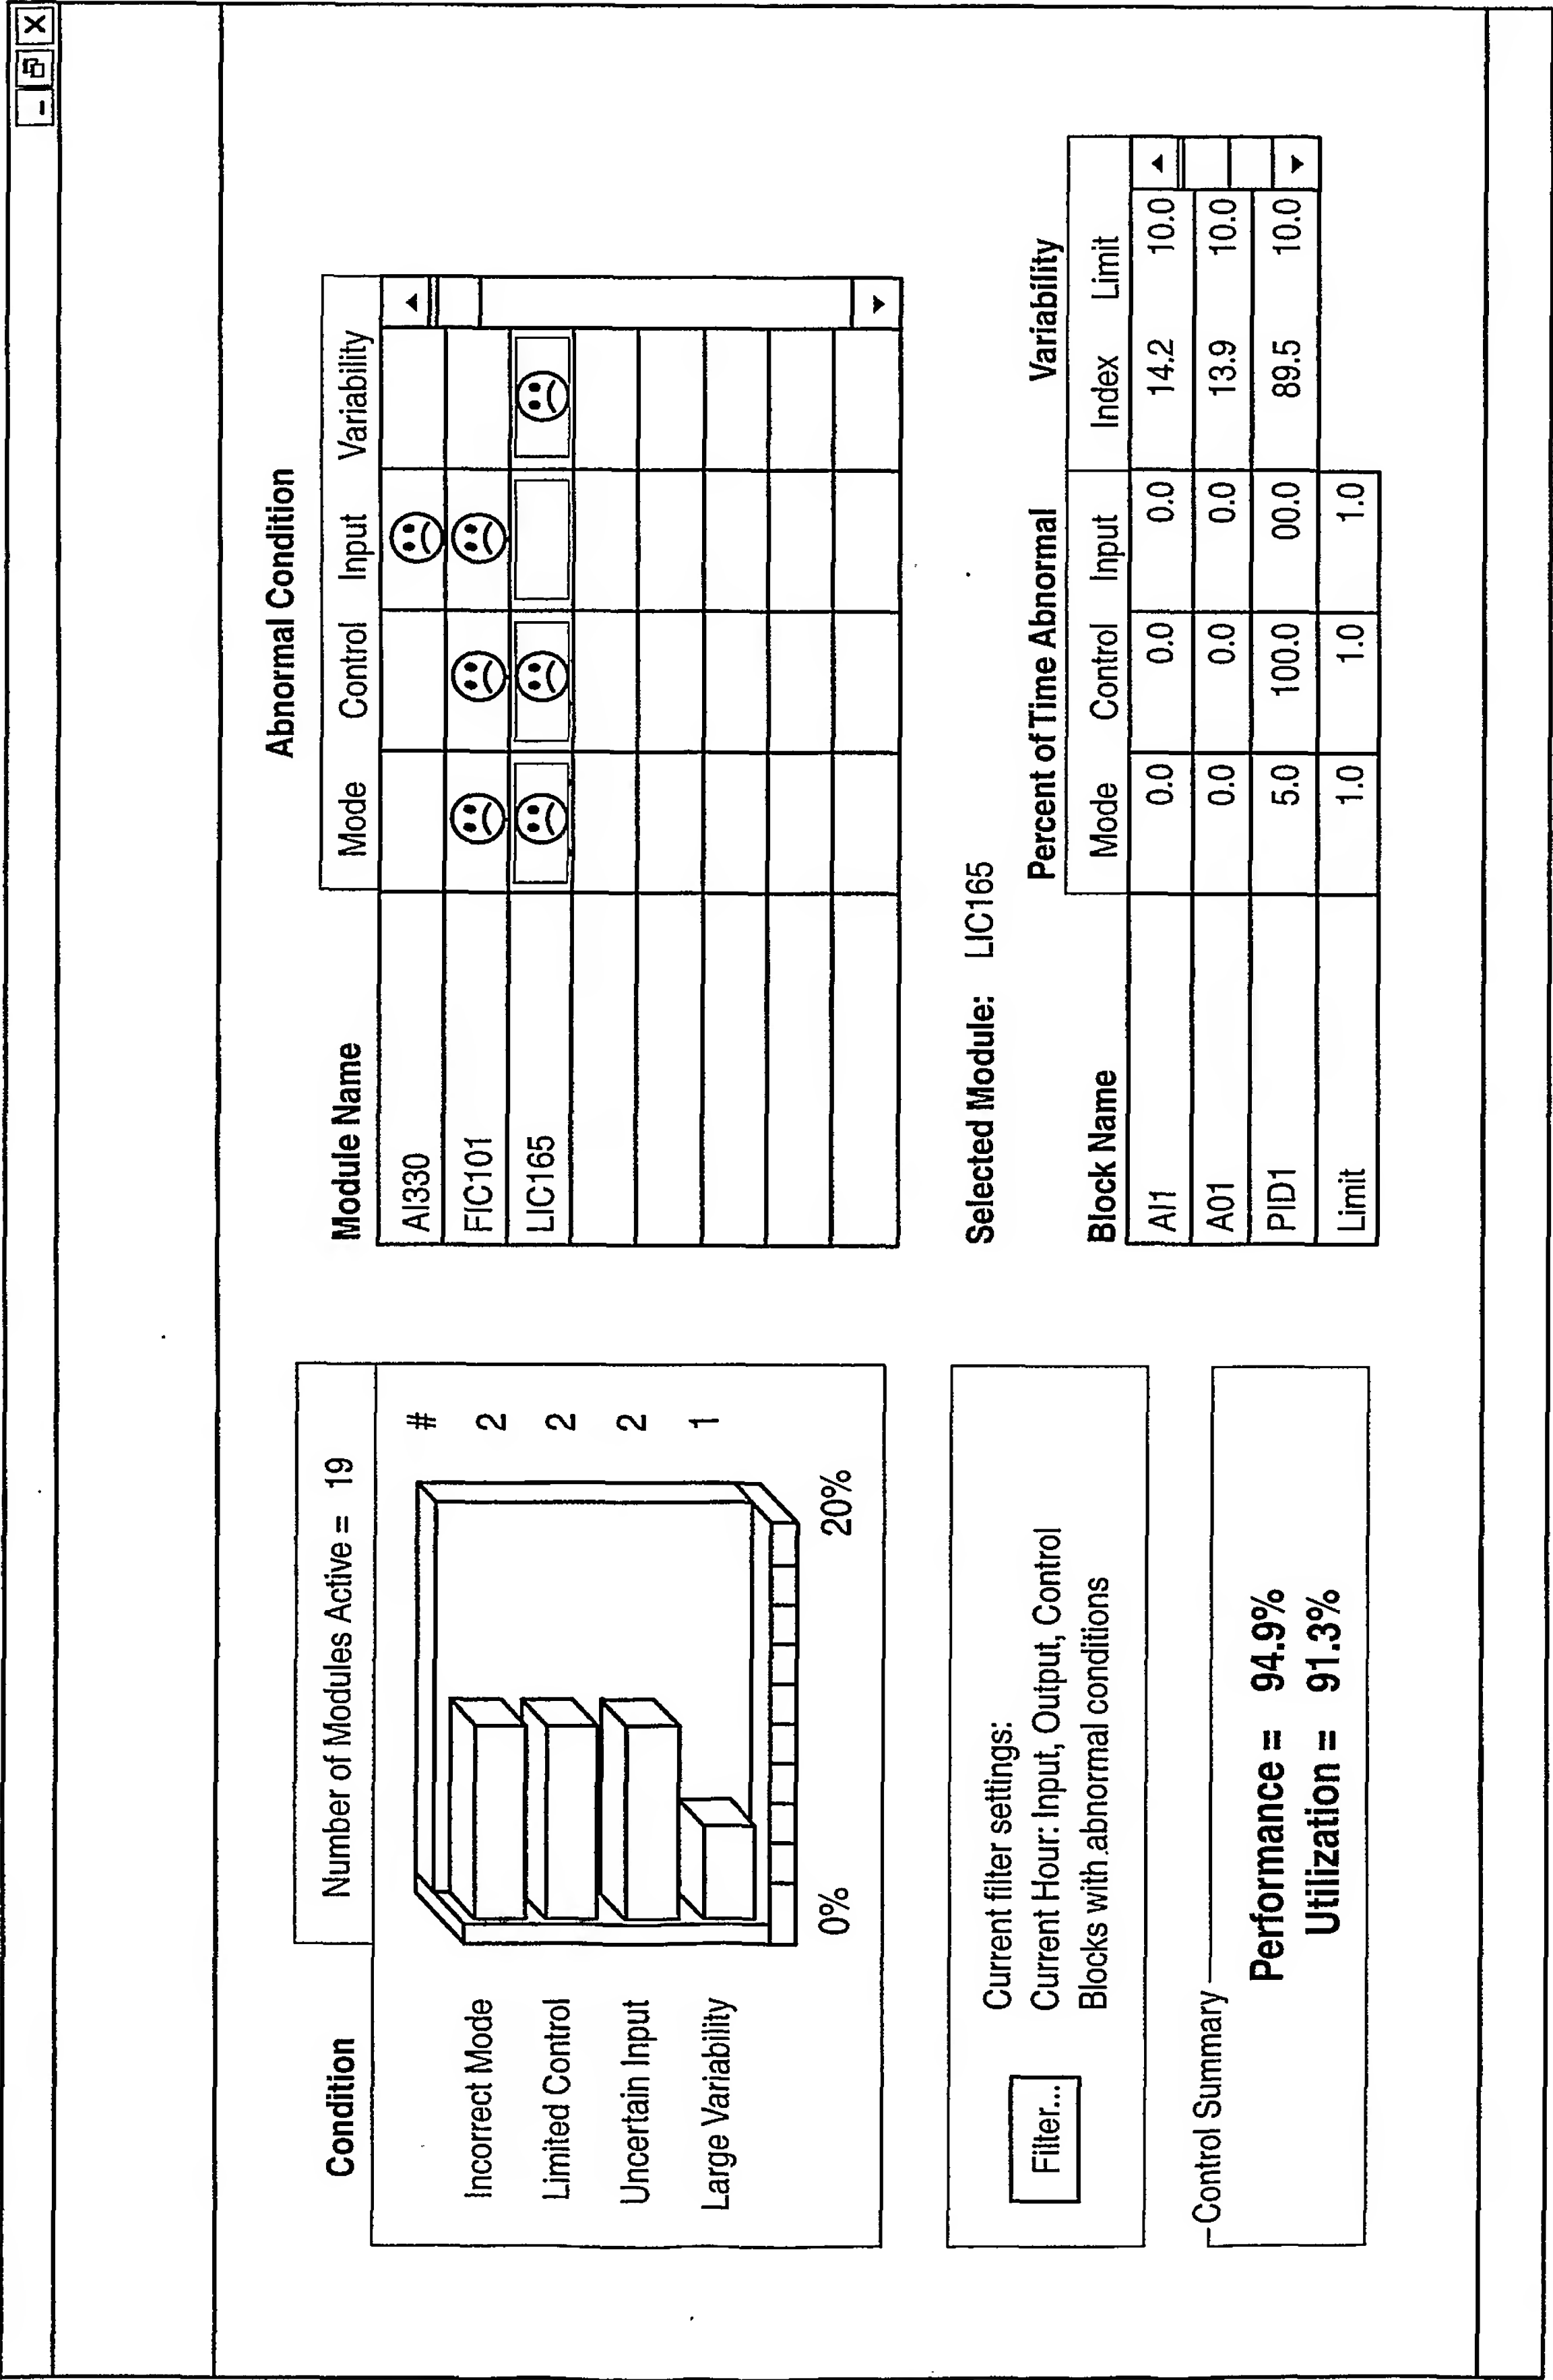 Condition
Number of Modules Active = 19
#
Incorrect Mode 2
Limited Control 2
Uncertain Input 2
Large Variability 1
0% 20%
Filter...
Current filter settings:
Current Hour: Input, Output, Control
Blocks with abnormal conditions
Control Summary
Performance = 94.9%
Utilization = 91.3%
Abnormal Condition
Module Name Mode Control Input Variability
AI330
FIC101
LIC165
Selected Module: LIC165
Percent of Time Abnormal Variability
Block Name Mode Control Input Index Limit
AI1 0.0 0.0 0.0 14.2 10.0
A01 0.0 0.0 0.0 13.9 10.0
PID1 5.0 100.0 00.0 89.5 10.0
Limit 1.0 1.0 1.0